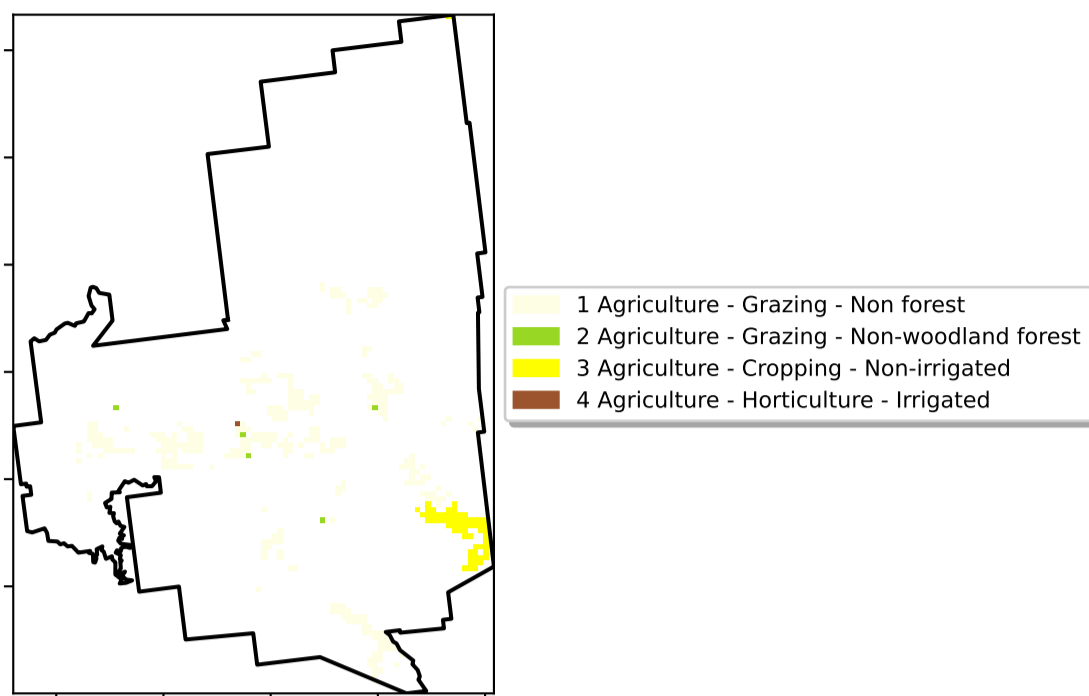 1 Agriculture - Grazing - Non forest
2 Agriculture - Grazing - Non-woodland forest
3 Agriculture - Cropping - Non-irrigated
4 Agriculture - Horticulture - Irrigated